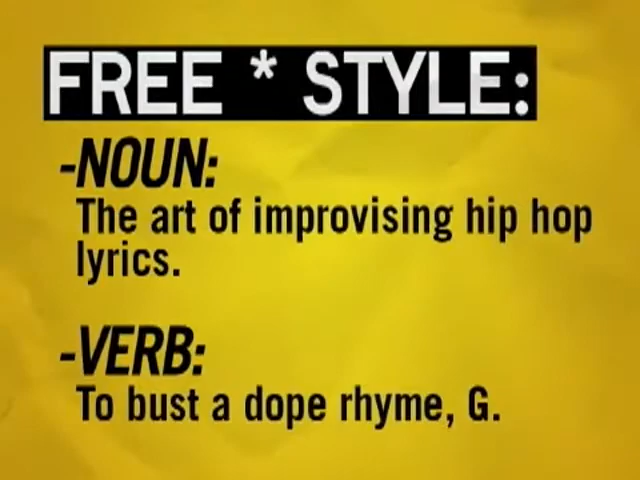 FREE * STYLE:
-NOUN:
The art of improvising hip hop
lyrics.
-VERB:
To bust a dope rhyme, G.